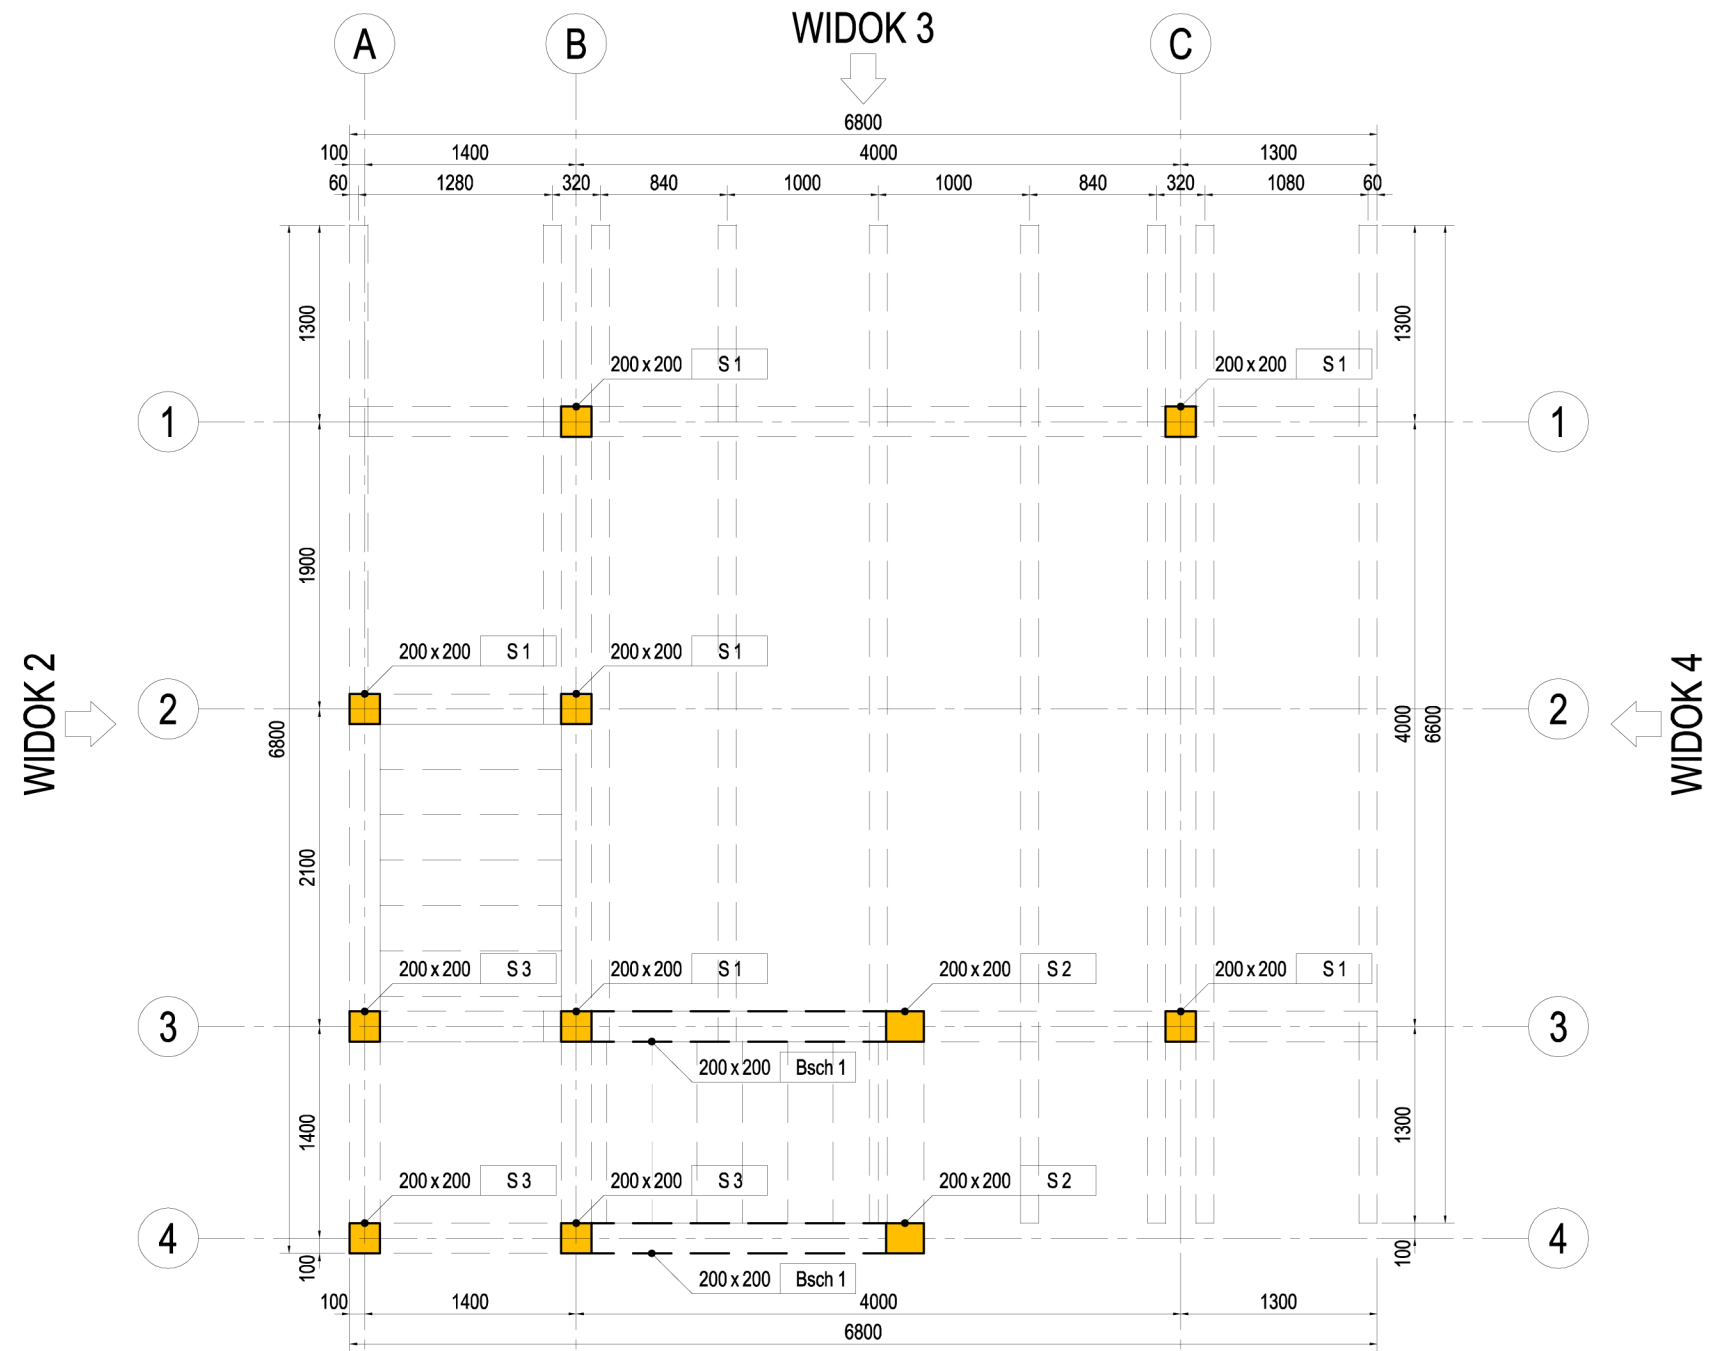 A B WIDOK 3 C
6800
100 1400 4000 1300
60 1280 320 840 1000 1000 840 320 1080 60
1300 1300
200 x 200 S 1 200 x 200 S 1
1 1
1900
200 x 200 S 1 200 x 200 S 1
WIDOK 2 2 2 WIDOK 4
6800 4000 6600
2100
200 x 200 S 3 200 x 200 S 1 200 x 200 S 2 200 x 200 S 1
3 3
200 x 200 Bsch 1
1400 1300
200 x 200 S 3 200 x 200 S 3 200 x 200 S 2
4 4
100 100
200 x 200 Bsch 1
100 1400 4000 1300
6800